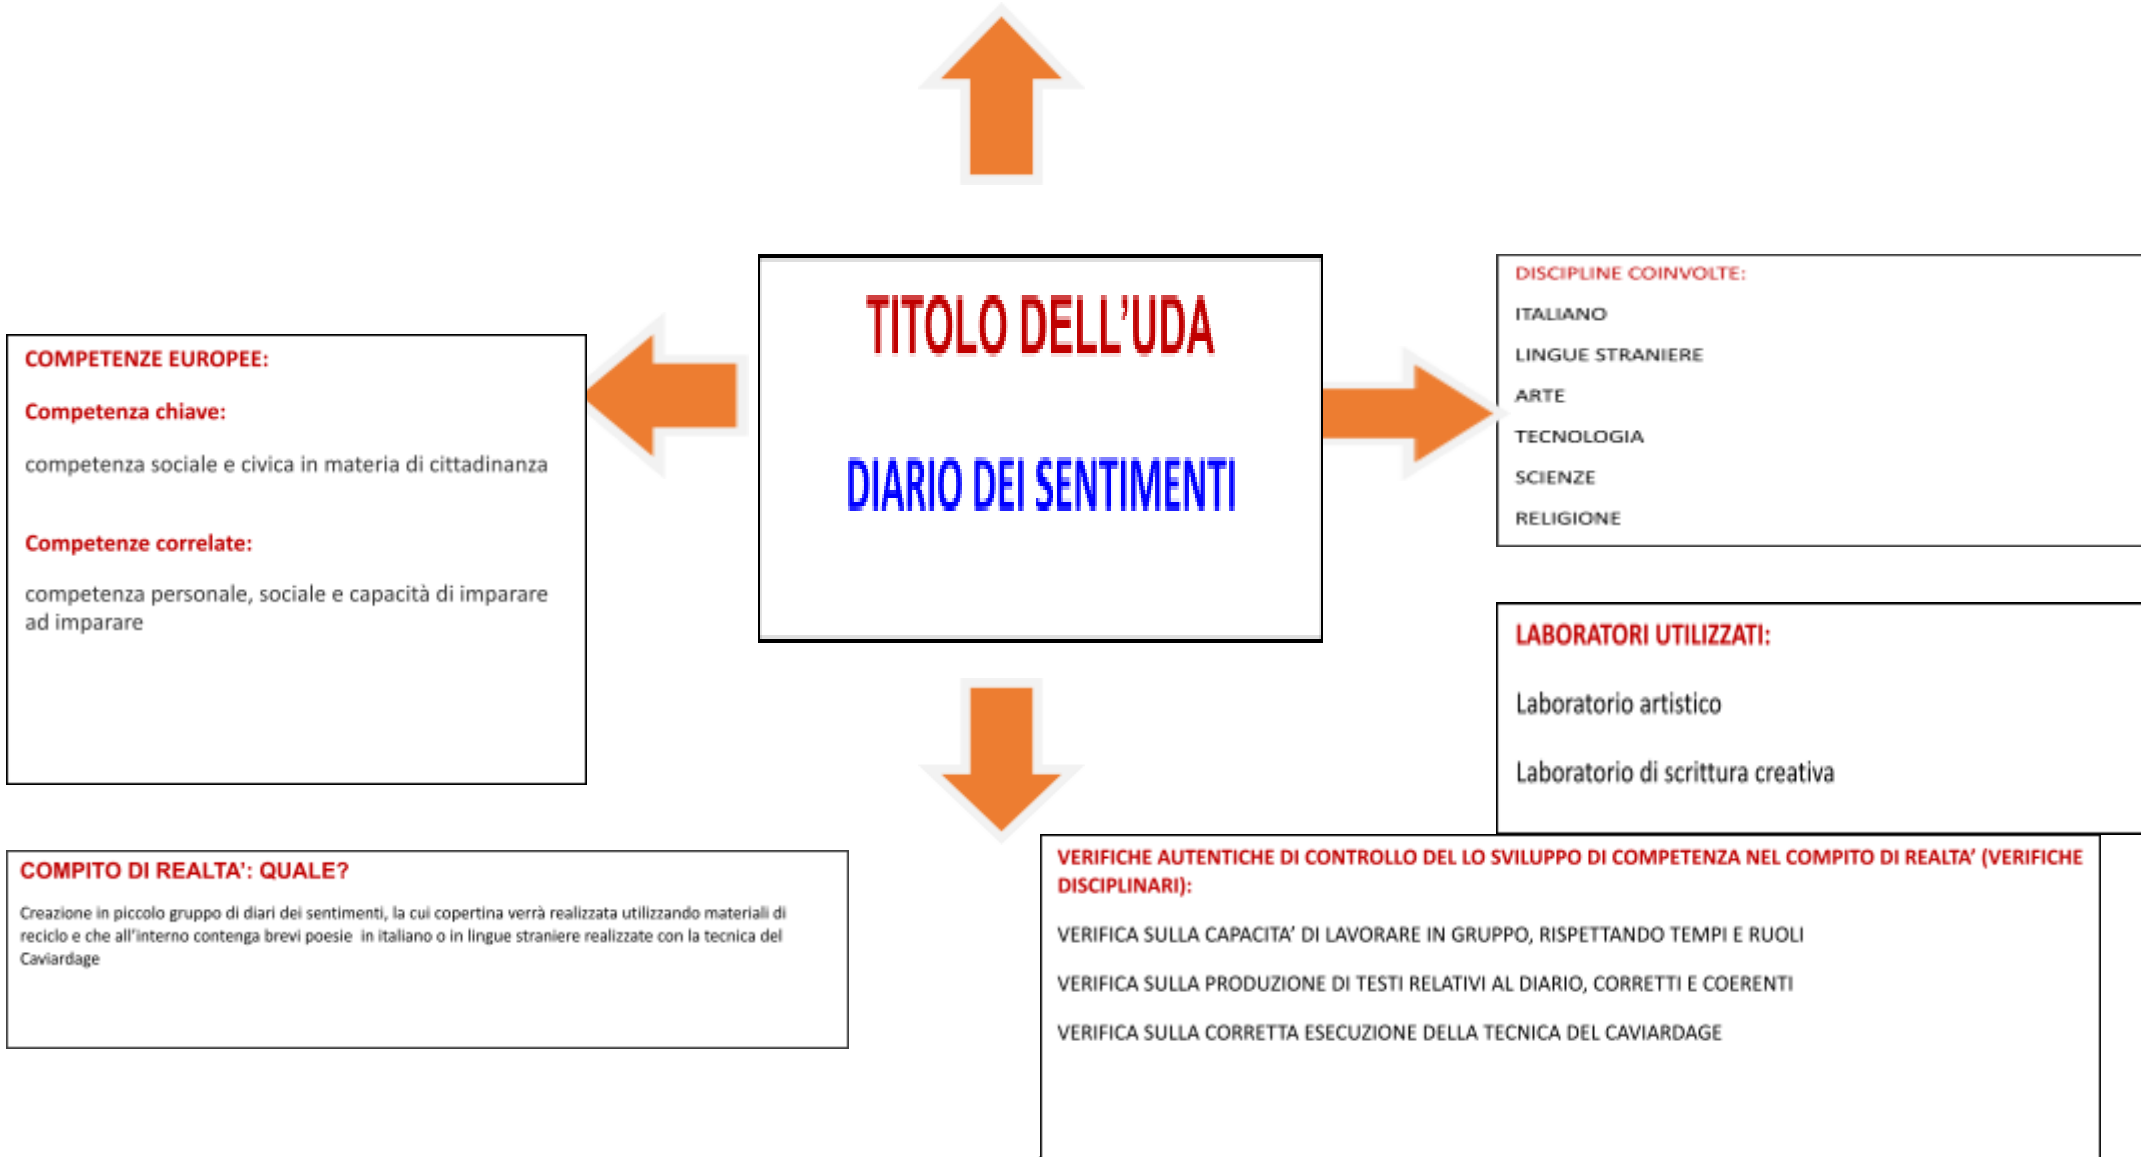 TITOLO DELL'UDA
DIARIO DEI SENTIMENTI
COMPETENZE EUROPEE:
Competenza chiave:
competenza sociale e civica in materia di cittadinanza
Competenze correlate:
competenza personale, sociale e capacità di imparare
ad imparare
DISCIPLINE COINVOLTE:
ITALIANO
LINGUE STRANIERE
ARTE
TECNOLOGIA
SCIENZE
RELIGIONE
LABORATORI UTILIZZATI:
Laboratorio artistico
Laboratorio di scrittura creativa
COMPITO DI REALTA': QUALE?
Creazione in piccolo gruppo di diari dei sentimenti, la cui copertina verrà realizzata utilizzando materiali di
reciclo e che all'interno contenga brevi poesie in italiano o in lingue straniere realizzate con la tecnica del
Caviardage
VERIFICHE AUTENTICHE DI CONTROLLO DEL LO SVILUPPO DI COMPETENZA NEL COMPITO DI REALTA' (VERIFICHE
DISCIPLINARI):
VERIFICA SULLA CAPACITA' DI LAVORARE IN GRUPPO, RISPETTANDO TEMPI E RUOLI
VERIFICA SULLA PRODUZIONE DI TESTI RELATIVI AL DIARIO, CORRETTI E COERENTI
VERIFICA SULLA CORRETTA ESECUZIONE DELLA TECNICA DEL CAVIARDAGE